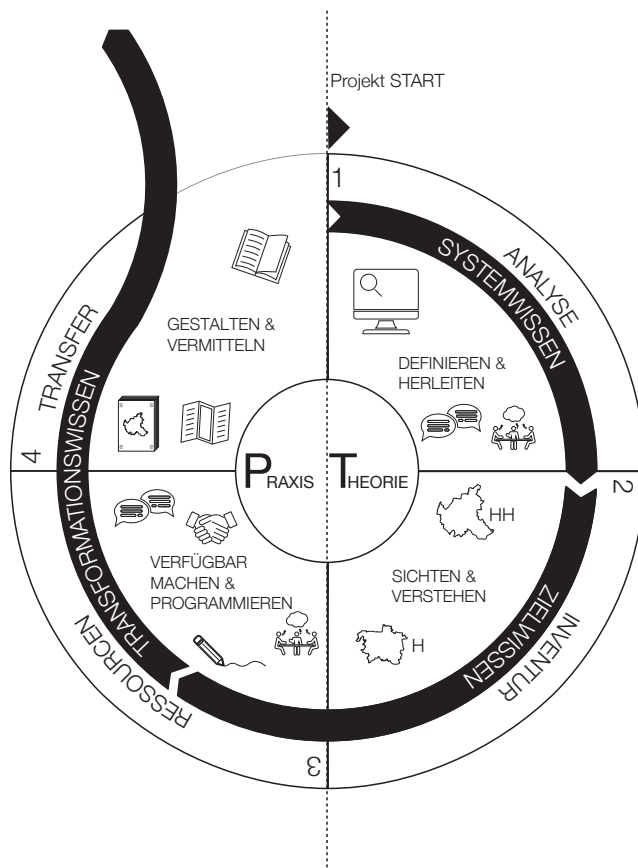 Projekt START
1
ANALYSE
SYSTEMWISSEN
DEFINIEREN &
HERLEITEN
2
INVENTUR
ZIELWISSEN
HH
SICHTEN &
VERSTEHEN
H
3
RESSOURCEN
TRANSFORMATIONSWISSEN
VERFÜGBAR
MACHEN &
PROGRAMMIEREN
4
TRANSFER
GESTALTEN &
VERMITTELN
PRAXIS
THEORIE